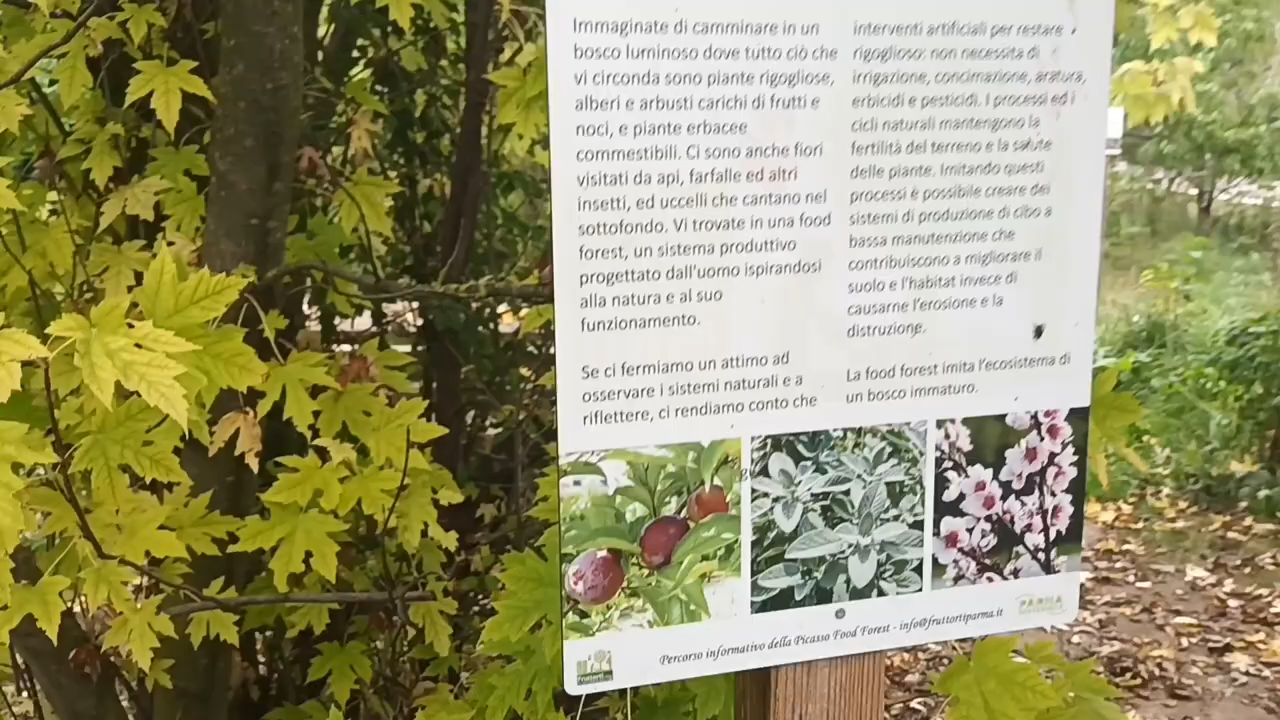 Immaginate di camminare in un
bosco luminoso dove tutto ciò che
vi circonda sono piante rigogliose,
alberi e arbusti carichi di frutti e
noci, e piante erbacee
commestibili. Ci sono anche fiori
visitati da api, farfalle ed altri
insetti, ed uccelli che cantano nel
sottofondo. Vi trovate in una food
forest, un sistema produttivo
progettato dall'uomo ispirandosi
alla natura e al suo
funzionamento.
Se ci fermiamo un attimo ad
osservare i sistemi naturali e a
riflettere, ci rendiamo conto che
interventi artificiali per restare
rigoglioso: non necessita di
irrigazione, concimazione, aratura,
erbicidi e pesticidi. I processi ed i
cicli naturali mantengono la
fertilità del terreno e la salute
delle piante. Imitando questi
processi è possibile creare dei
sistemi di produzione di cibo a
bassa manutenzione che
contribuiscono a migliorare il
suolo e l'habitat invece di
causarne l'erosione e la
distruzione.
La food forest imita l'ecosistema di
un bosco immaturo.
Percorso informativo della Picasso Food Forest - info@fruttortiparma.it
PARMA